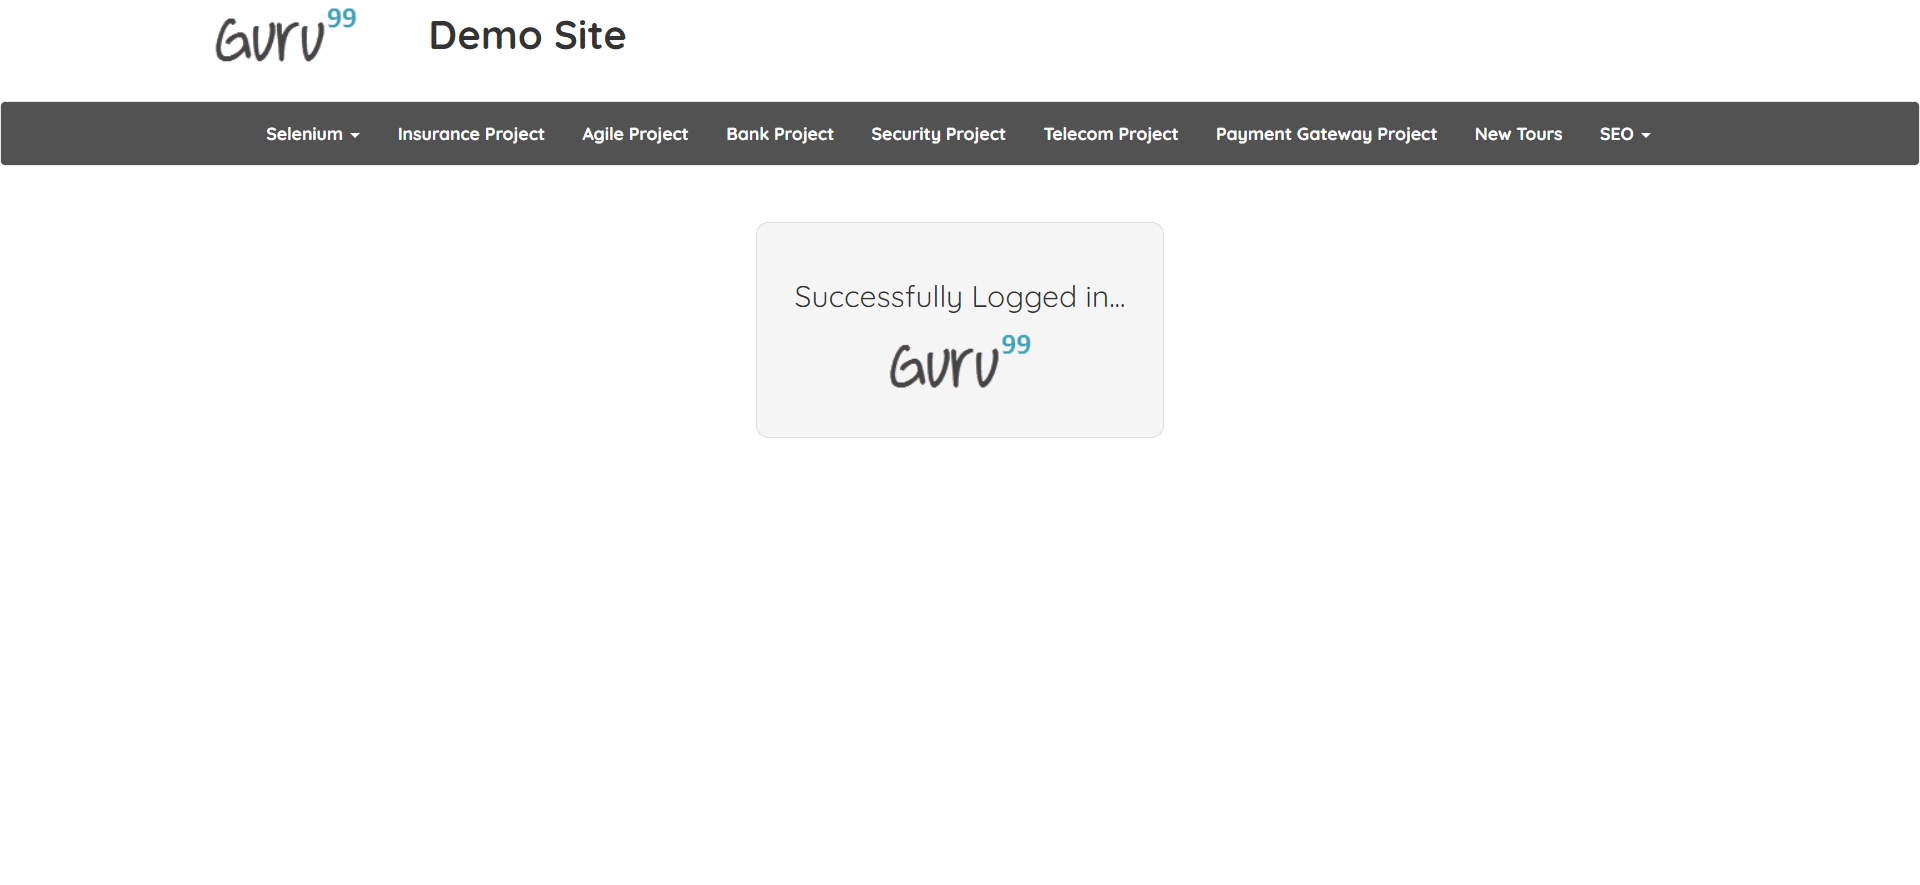 Guru99 Demo Site
Selenium Insurance Project Agile Project Bank Project Security Project Telecom Project Payment Gateway Project New Tours SEO
Successfully Logged in...
Guru99